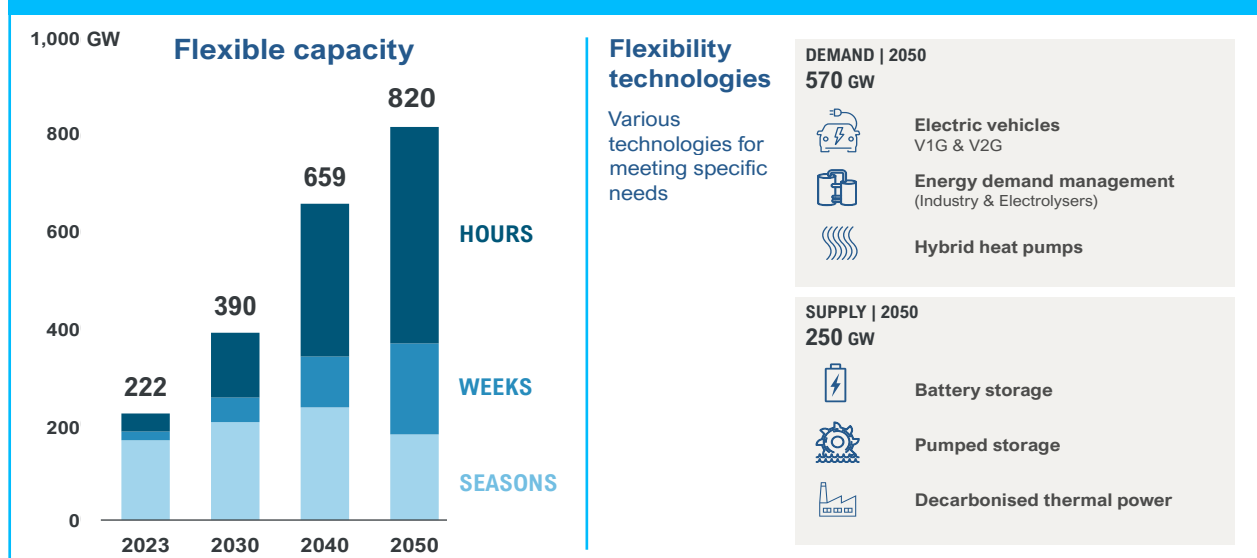 1,000 GW
Flexible capacity
800
600
400
200
0
222
390
659
820
HOURS
WEEKS
SEASONS
2023
2030
2040
2050
Flexibility
technologies
Various
technologies for
meeting specific
needs
DEMAND | 2050
570 GW
Electric vehicles
V1G & V2G
Energy demand management
(Industry & Electrolysers)
Hybrid heat pumps
SUPPLY | 2050
250 GW
Battery storage
Pumped storage
Decarbonised thermal power